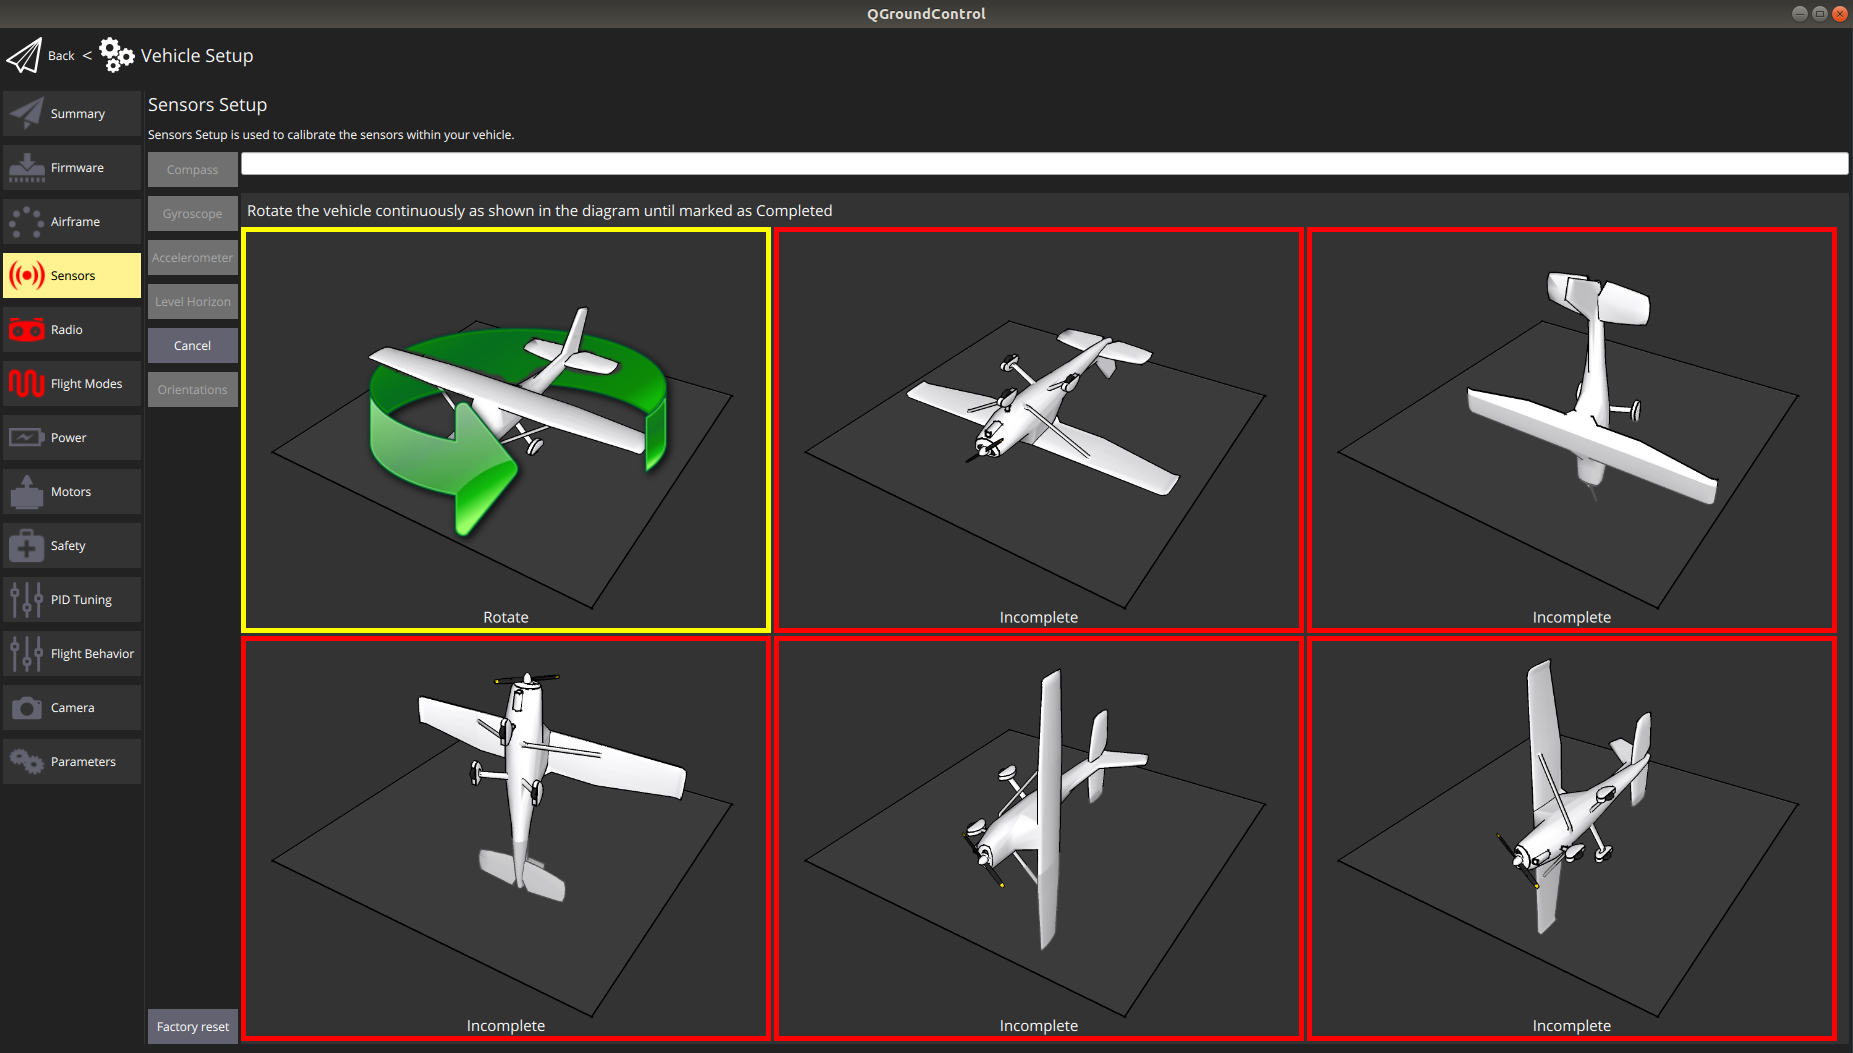 QGroundControl
Back < Vehicle Setup
Summary
Firmware
Airframe
Sensors
Radio
Flight Modes
Power
Motors
Safety
PID Tuning
Flight Behavior
Camera
Parameters
Sensors Setup
Sensors Setup is used to calibrate the sensors within your vehicle.
Compass
Gyroscope
Accelerometer
Level Horizon
Cancel
Orientations
Factory reset
Rotate the vehicle continuously as shown in the diagram until marked as Completed
Rotate
Incomplete
Incomplete
Incomplete
Incomplete
Incomplete